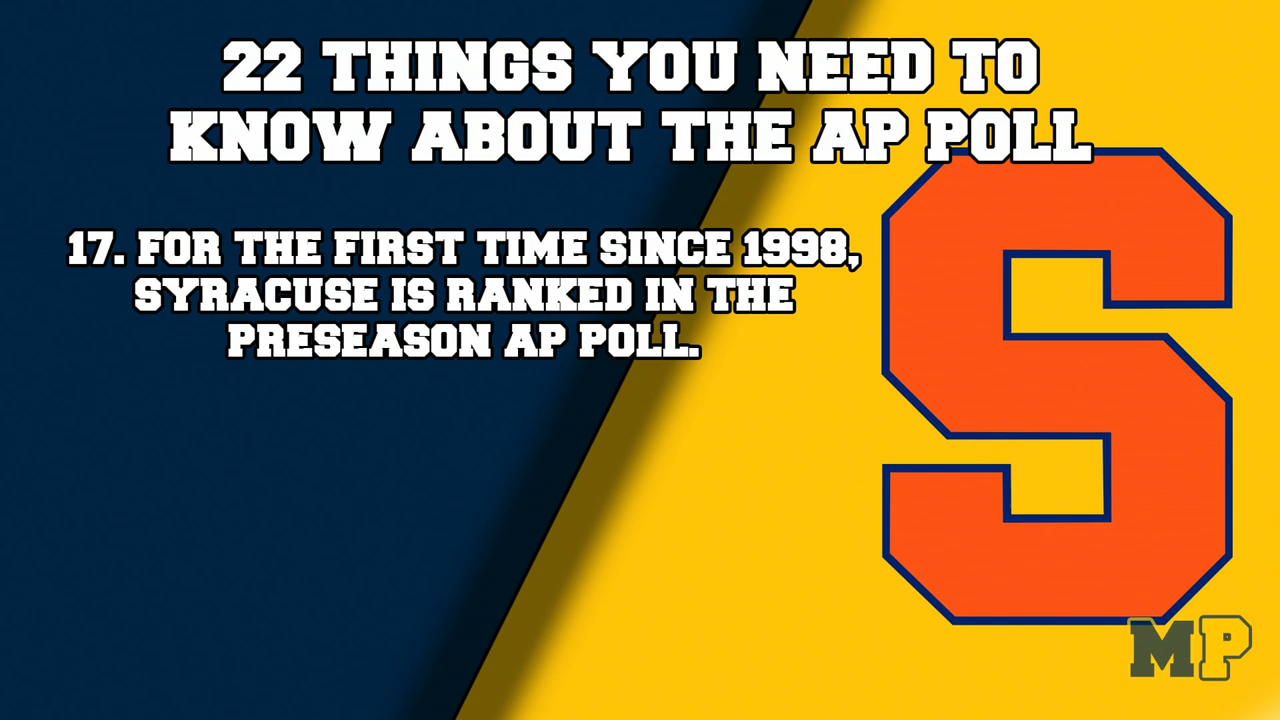 22 THINGS YOU NEED TO
KNOW ABOUT THE AP POLL
17. FOR THE FIRST TIME SINCE 1998,
SYRACUSE IS RANKED IN THE
PRESEASON AP POLL.
S
MP